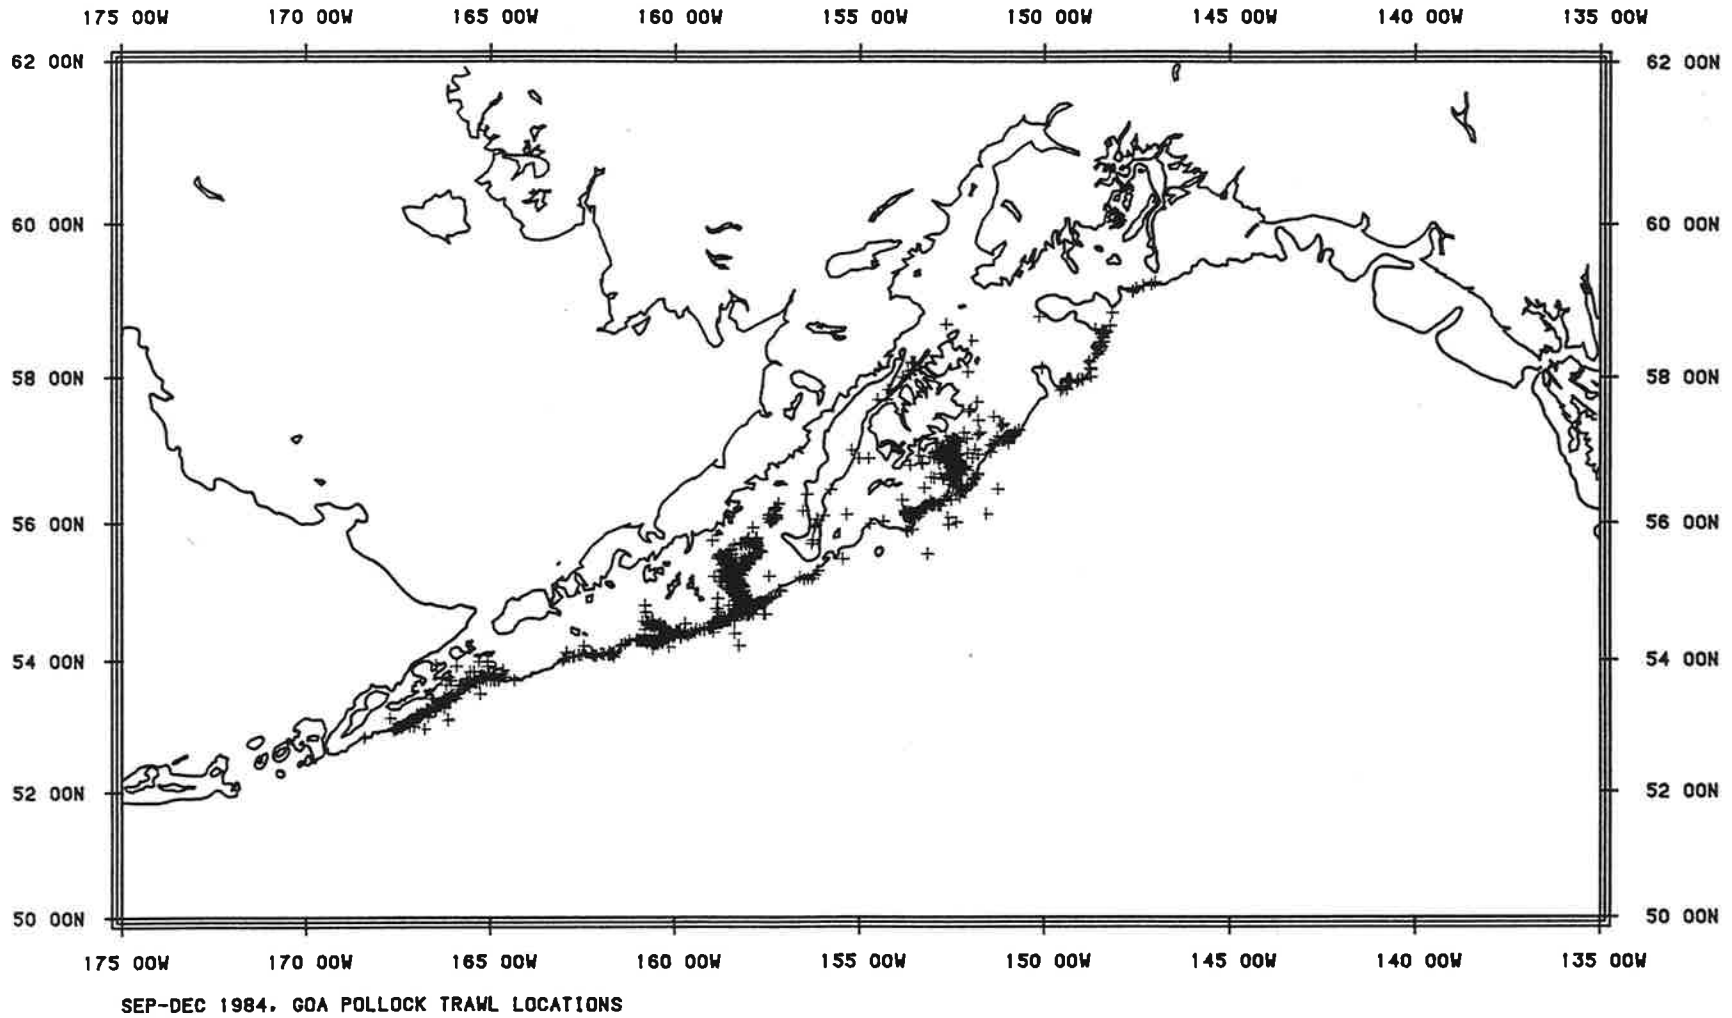 175 00W 170 00W 165 00W 160 00W 155 00W 150 00W 145 00W 140 00W 135 00W
62 00N 62 00N
60 00N 60 00N
58 00N 58 00N
56 00N 56 00N
54 00N 54 00N
52 00N 52 00N
50 00N 50 00N
175 00W 170 00W 165 00W 160 00W 155 00W 150 00W 145 00W 140 00W 135 00W
SEP-DEC 1984. GOA POLLOCK TRAWL LOCATIONS